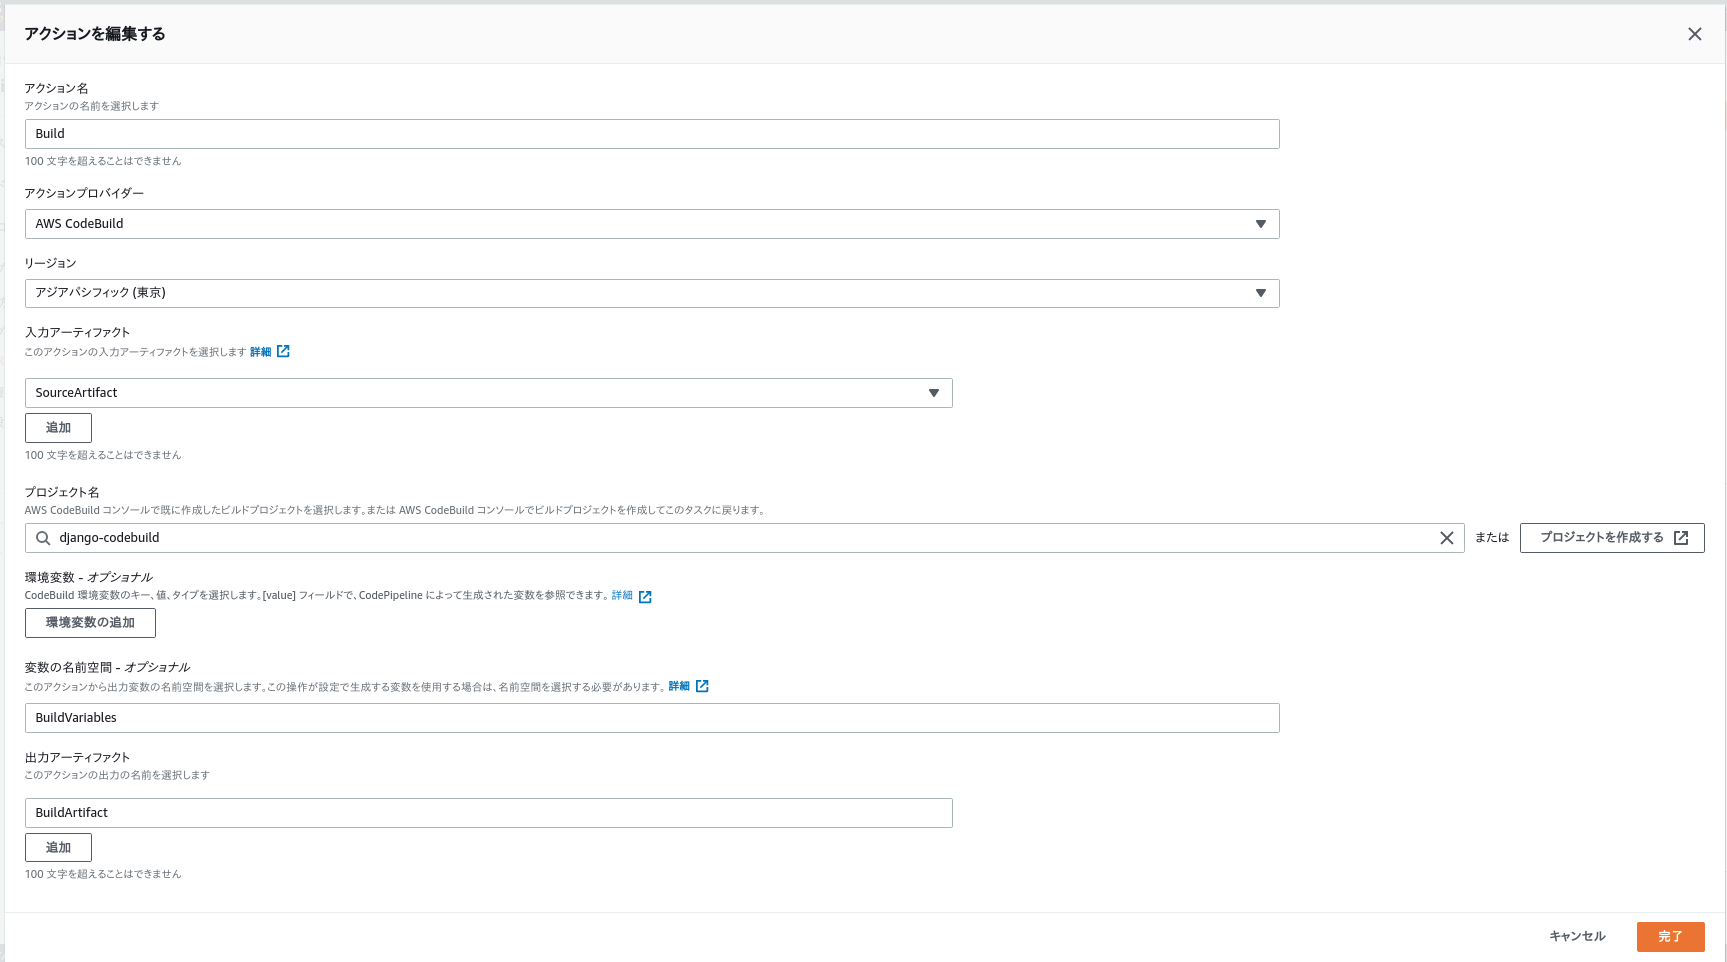 アクションを編集する
アクション名
アクションの名前を選択します
Build
100 文字を超えることはできません
アクションプロバイダー
AWS CodeBuild
リージョン
アジアパシフィック (東京)
入力アーティファクト
このアクションの入力アーティファクトを選択します 詳細
SourceArtifact
追加
100 文字を超えることはできません
プロジェクト名
AWS CodeBuild コンソールで既に作成したビルドプロジェクトを選択します。または AWS CodeBuild コンソールでビルドプロジェクトを作成してこのタスクに戻ります。
django-codebuild または プロジェクトを作成する
環境変数 - オプショナル
CodeBuild 環境変数のキー、値、タイプを選択します。[value] フィールドで、CodePipeline によって生成された変数を参照できます。 詳細
環境変数の追加
変数の名前空間 - オプショナル
このアクションから出力変数の名前空間を選択します。この操作が設定で生成する変数を使用する場合は、名前空間を選択する必要があります。 詳細
BuildVariables
出力アーティファクト
このアクションの出力の名前を選択します
BuildArtifact
追加
100 文字を超えることはできません
キャンセル 完了